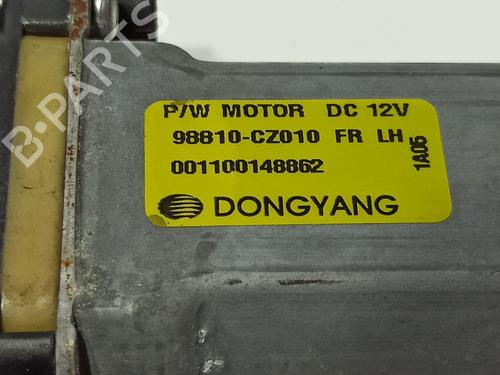 B-PARTS
P/W MOTOR DC 12V
98810-CZ010 FR LH
001100148862
1A05
DONGYANG